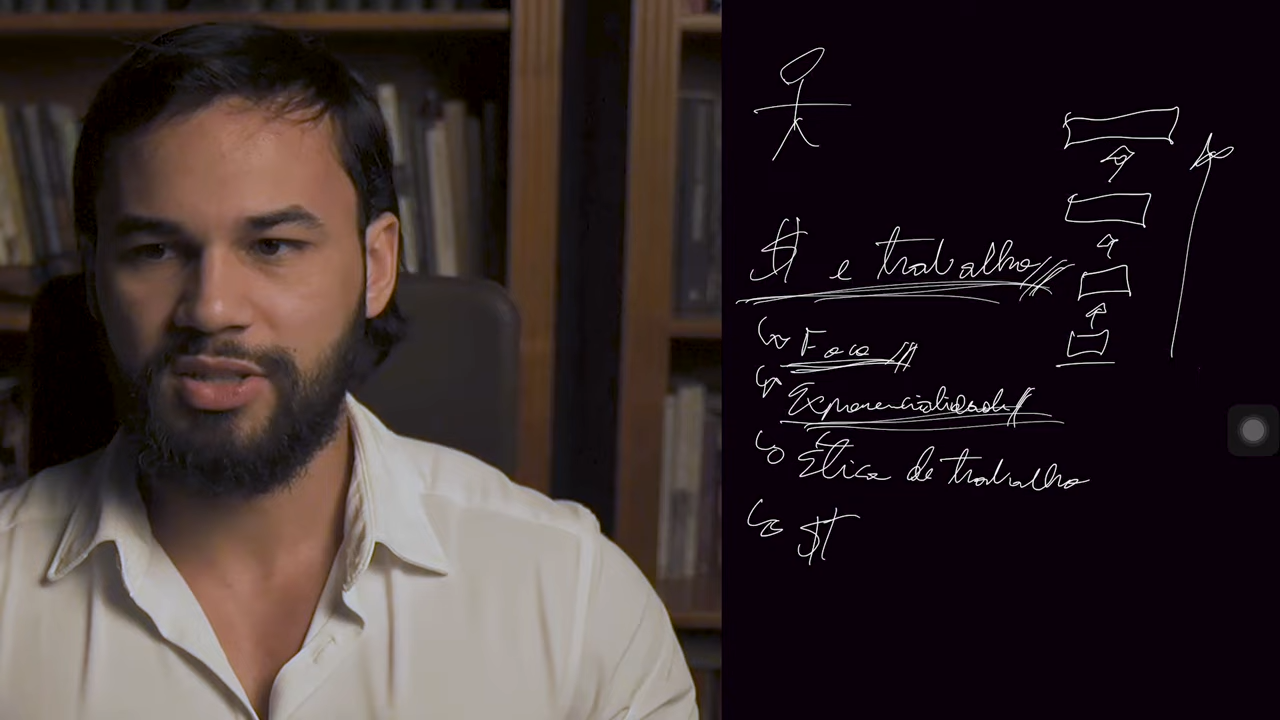 $ e trabalho
Foco
Exponencialidade
Ética de trabalho
$